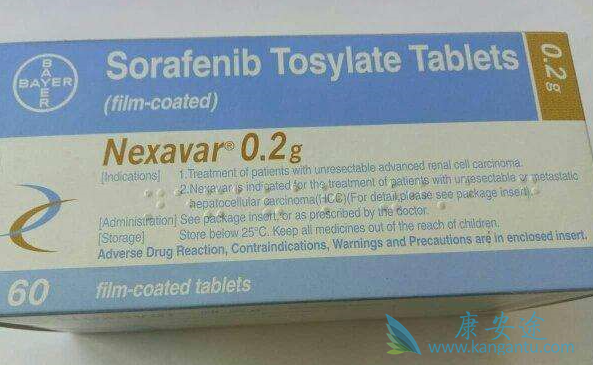 BAYER
BAYER
Sorafenib Tosylate Tablets
(film-coated)
0.2g
Nexavar® 0.2g
[Indications] 1.Treatment of patients with unresectable advanced renal cell carcinoma.
2.Nexavar is indicated for the treatment of patients with unresectable or metastatic
hepatocellular carcinoma(HCC)(For detail,please see package insert).
[Administration] See package insert or as prescribed by the doctor.
[Storage] Store below 25°C. Keep all medicines out of the reach of children.
Adverse Drug Reaction, Contraindications, Warnings and Precautions are in enclosed insert.
60 film-coated tablets
康安途
www.kangantu.com